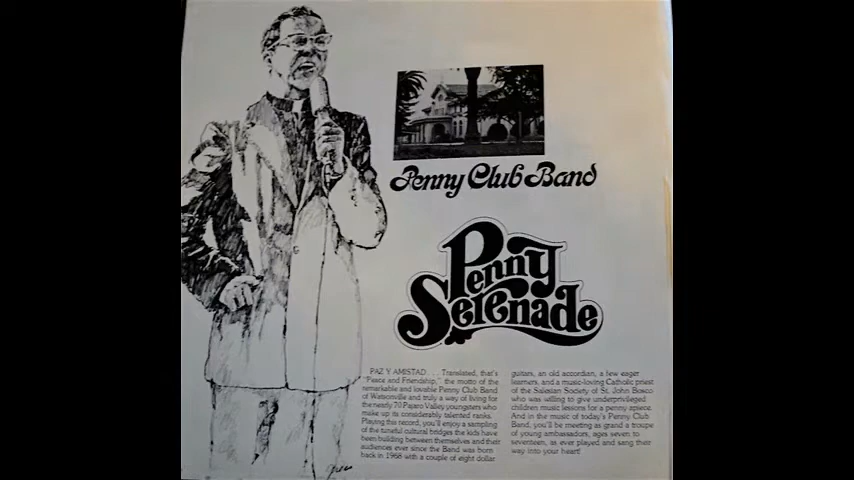 Penny Club Band
Penny
Serenade
PAZ Y AMISTAD . . . Translated, that's
"Peace and Friendship," the motto of the
remarkable and lovable Penny Club Band
of Watsonville and truly a way of living for
the nearly 70 Pajaro Valley youngsters who
make up its considerably talented ranks.
Playing this record, you'll enjoy a sampling
of the tuneful cultural bridges the kids have
been building between themselves and their
audiences ever since the Band was born
back in 1968 with a couple of eight dollar
guitars, an old accordian, a few eager
learners, and a music-loving Catholic priest
of the Salesian Society of St. John Bosco
who was willing to give underprivileged
children music lessons for a penny apiece.
And in the music of today's Penny Club
Band, you'll be meeting as grand a troupe
of young ambassadors, ages seven to
seventeen, as ever played and sang their
way into your heart!